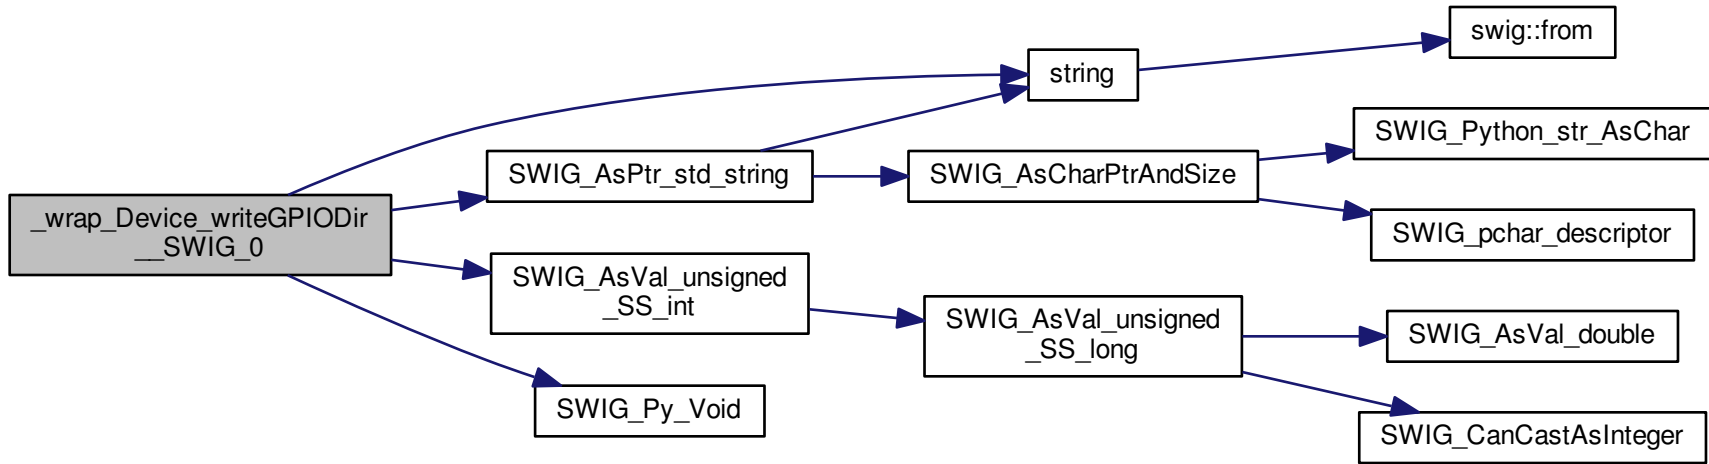 _wrap_Device_writeGPIODir
__SWIG_0
string
swig::from
SWIG_AsPtr_std_string
SWIG_AsCharPtrAndSize
SWIG_Python_str_AsChar
SWIG_pchar_descriptor
SWIG_AsVal_unsigned
_SS_int
SWIG_AsVal_unsigned
_SS_long
SWIG_AsVal_double
SWIG_CanCastAsInteger
SWIG_Py_Void